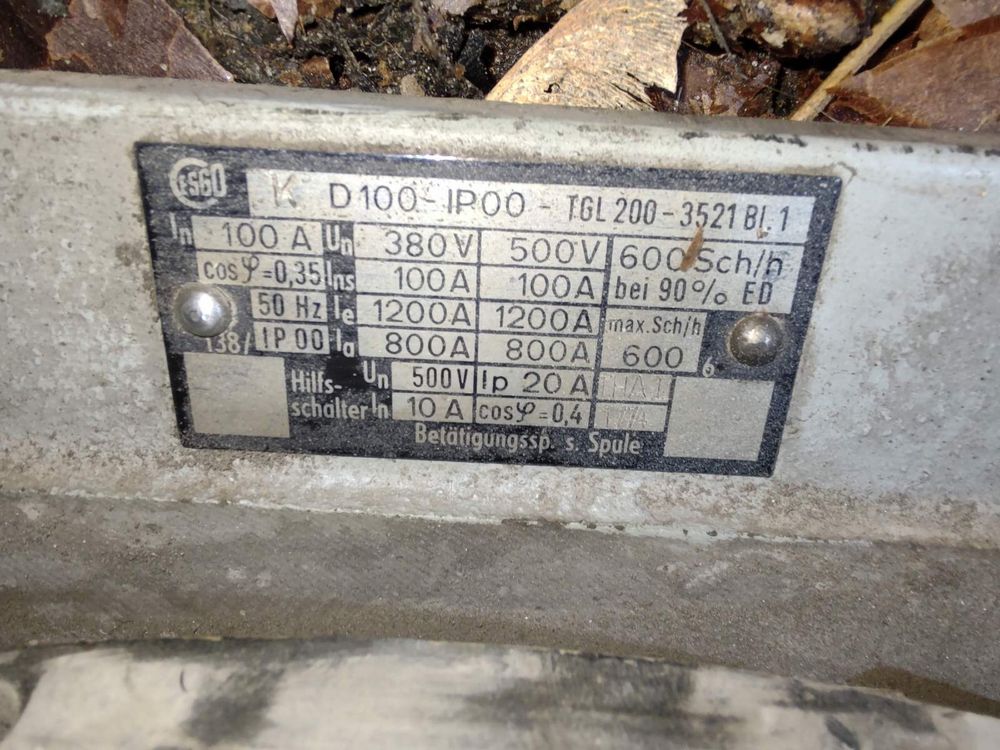 ESGO K D100-IP00-TGL 200-3521 Bl. 1
In 100 A Un 380V 500V 600 Sch/h
cosφ=0,35 Ins 100A 100A bei 90% ED
50 Hz Ie 1200A 1200A max.Sch/h
138/ IP 00 Ia 800A 800A 600 6
Hilfs- Un 500V Ip 20 A
schalter In 10 A cosφ=0,4
Betätigungssp. s. Spule